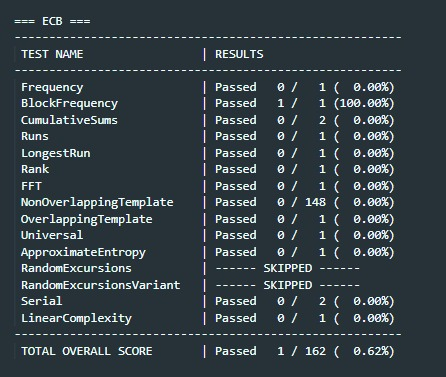 === ECB ===
----------------------------------------------------------
TEST NAME                  | RESULTS
----------------------------------------------------------
Frequency                  | Passed   0 /   1 (  0.00%)
BlockFrequency             | Passed   1 /   1 (100.00%)
CumulativeSums             | Passed   0 /   2 (  0.00%)
Runs                       | Passed   0 /   1 (  0.00%)
LongestRun                 | Passed   0 /   1 (  0.00%)
Rank                       | Passed   0 /   1 (  0.00%)
FFT                        | Passed   0 /   1 (  0.00%)
NonOverlappingTemplate     | Passed   0 / 148 (  0.00%)
OverlappingTemplate        | Passed   0 /   1 (  0.00%)
Universal                  | Passed   0 /   1 (  0.00%)
ApproximateEntropy         | Passed   0 /   1 (  0.00%)
RandomExcursions           | ------ SKIPPED ------
RandomExcursionsVariant    | ------ SKIPPED ------
Serial                     | Passed   0 /   2 (  0.00%)
LinearComplexity           | Passed   0 /   1 (  0.00%)
----------------------------------------------------------
TOTAL OVERALL SCORE        | Passed   1 / 162 (  0.62%)